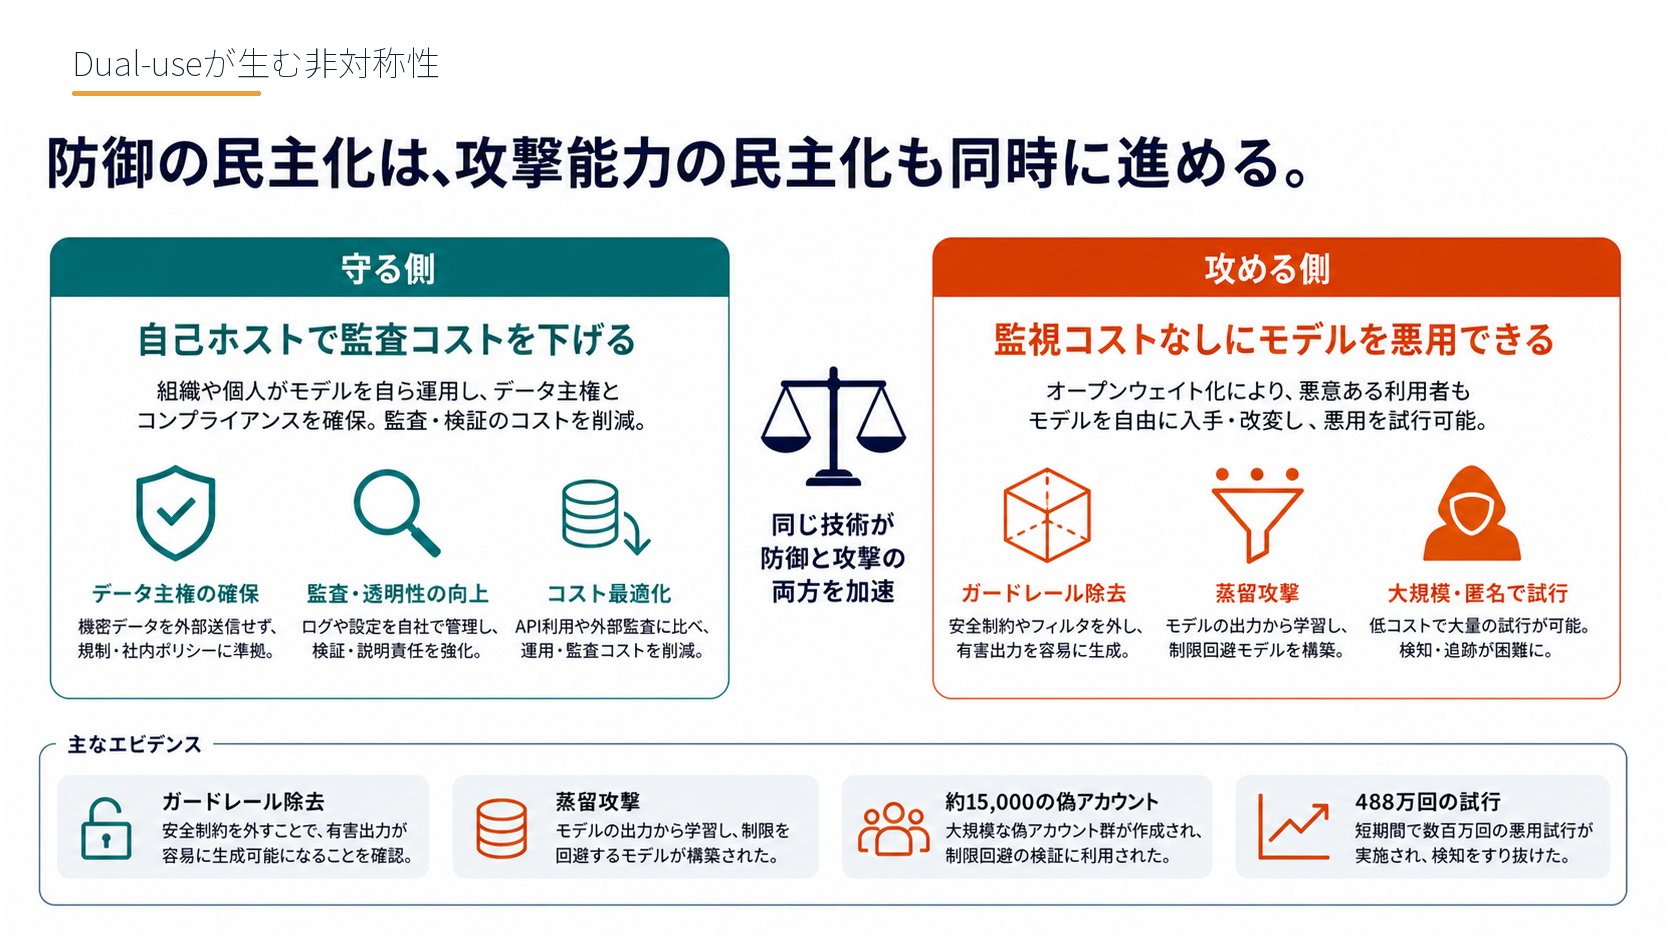 Dual-useが生む非対称性
防御の民主化は、攻撃能力の民主化も同時に進める。
守る側
自己ホストで監査コストを下げる
組織や個人がモデルを自ら運用し、データ主権と
コンプライアンスを確保。監査・検証のコストを削減。
データ主権の確保
機密データを外部送信せず、
規制・社内ポリシーに準拠。
監査・透明性の向上
ログや設定を自社で管理し、
検証・説明責任を強化。
コスト最適化
API利用や外部監査に比べ、
運用・監査コストを削減。
同じ技術が
防御と攻撃の
両方を加速
攻める側
監視コストなしにモデルを悪用できる
オープンウェイト化により、悪意ある利用者も
モデルを自由に入手・改変し、悪用を試行可能。
ガードレール除去
安全制約やフィルタを外し、
有害出力を容易に生成。
蒸留攻撃
モデルの出力から学習し、
制限回避モデルを構築。
大規模・匿名で試行
低コストで大量の試行が可能。
検知・追跡が困難に。
主なエビデンス
ガードレール除去
安全制約を外すことで、有害出力が
容易に生成可能になることを確認。
蒸留攻撃
モデルの出力から学習し、制限を
回避するモデルが構築された。
約15,000の偽アカウント
大規模な偽アカウント群が作成され、
制限回避の検証に利用された。
488万回の試行
短期間で数百万回の悪用試行が
実施され、検知をすり抜けた。